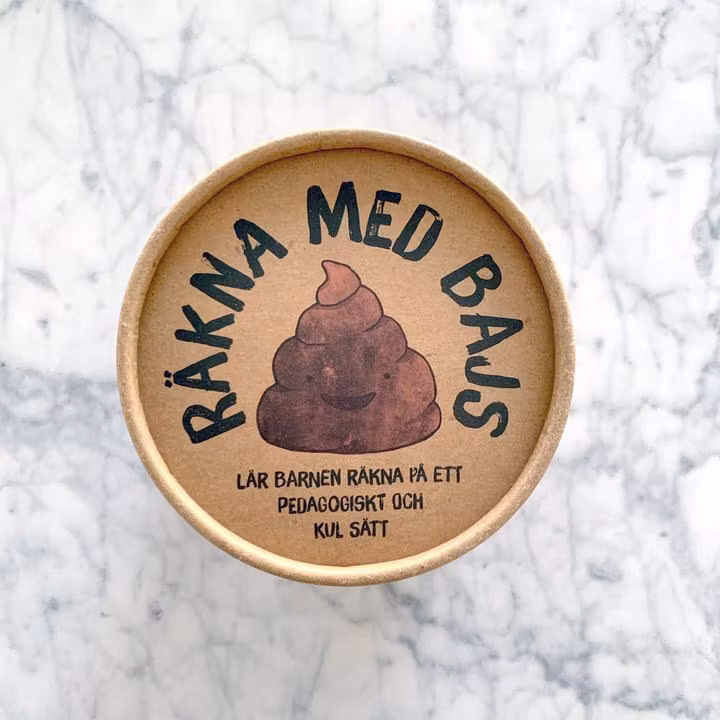 RÄKNA MED BAJS
LÄR BARNEN RÄKNA PÅ ETT
PEDAGOGISKT OCH
KUL SÄTT